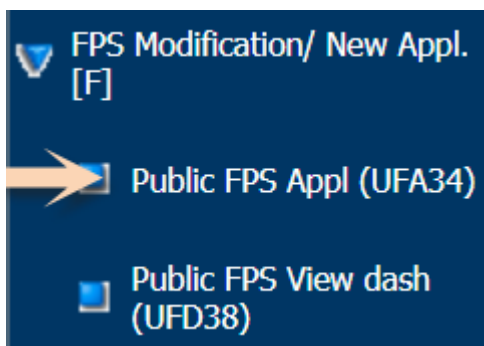 FPS Modification/ New Appl.
[F]
Public FPS Appl (UFA34)
Public FPS View dash
(UFD38)